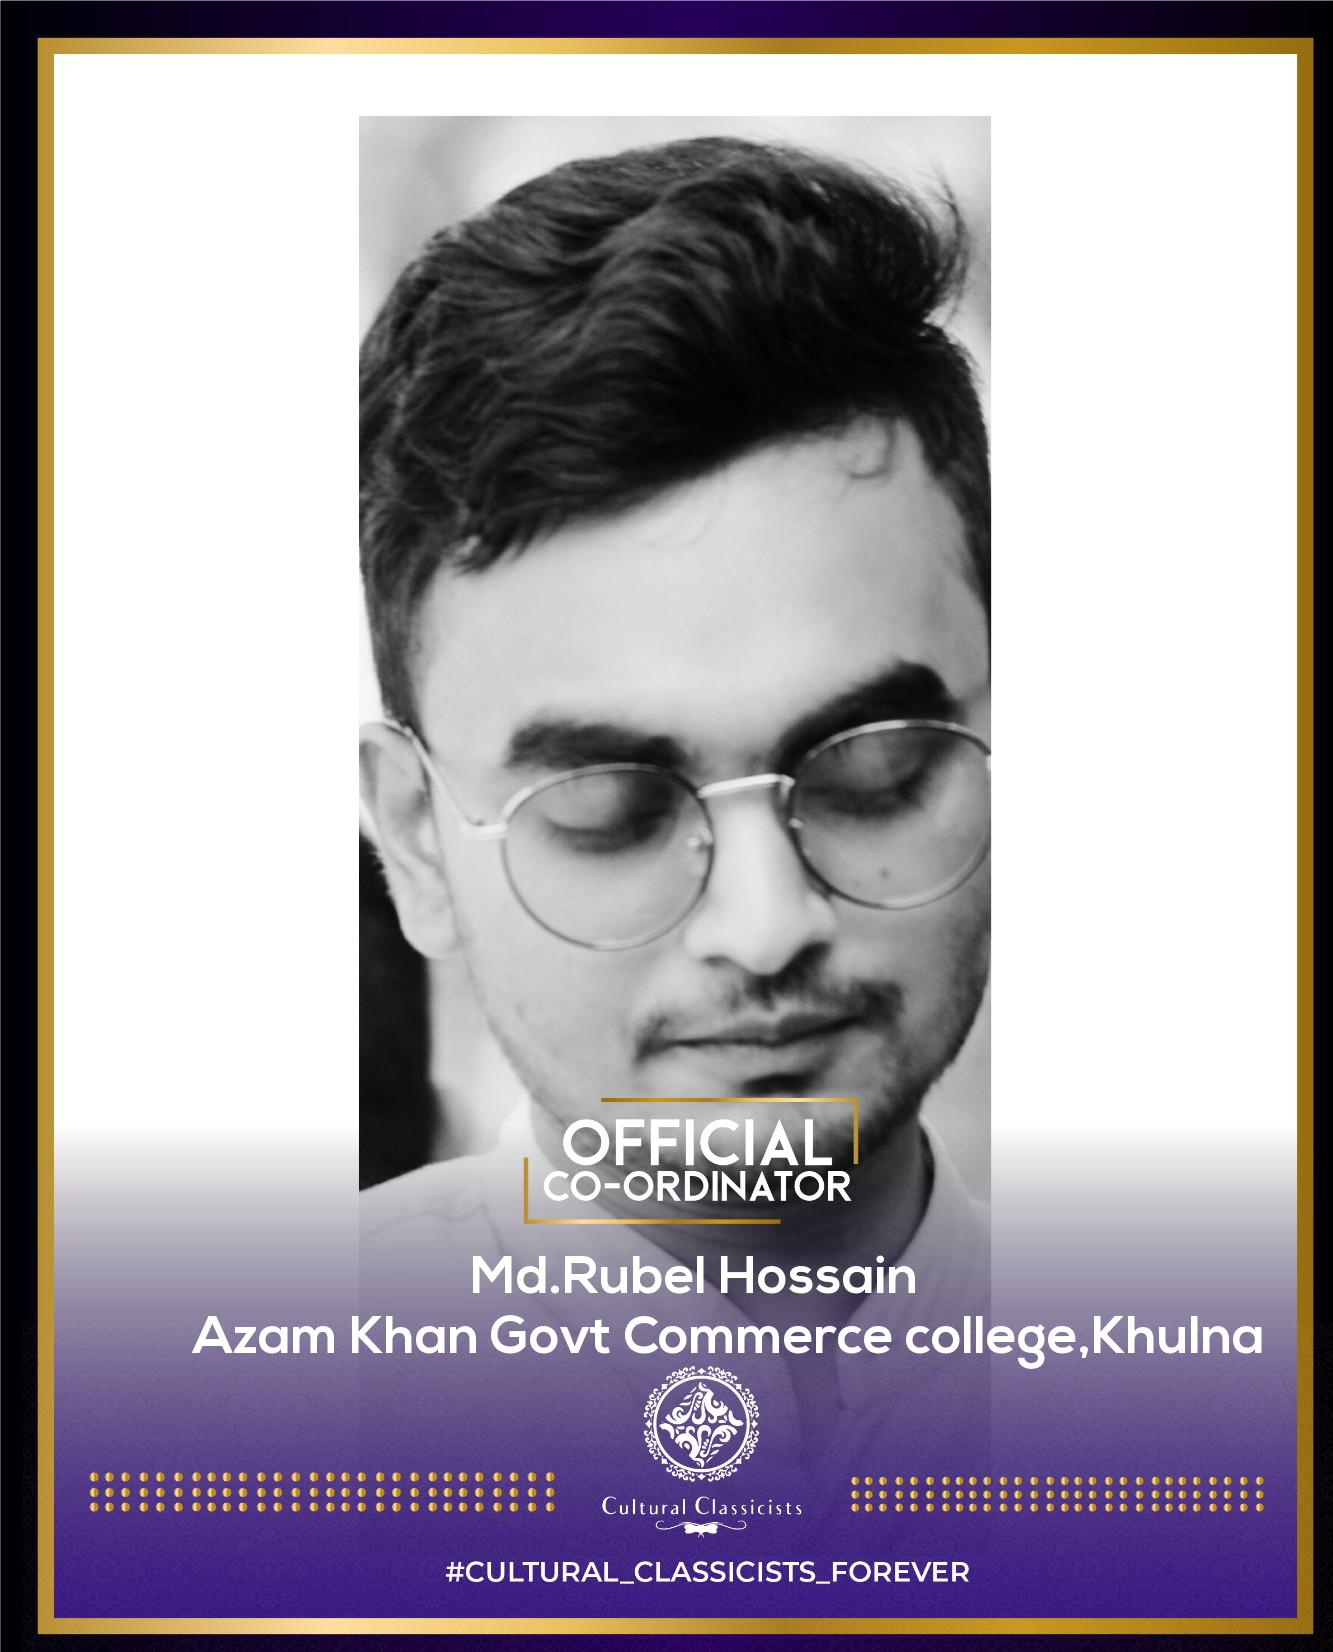 OFFICIAL
CO-ORDINATOR
Md.Rubel Hossain
Azam Khan Govt Commerce college,Khulna
Cultural Classicists
#CULTURAL_CLASSICISTS_FOREVER